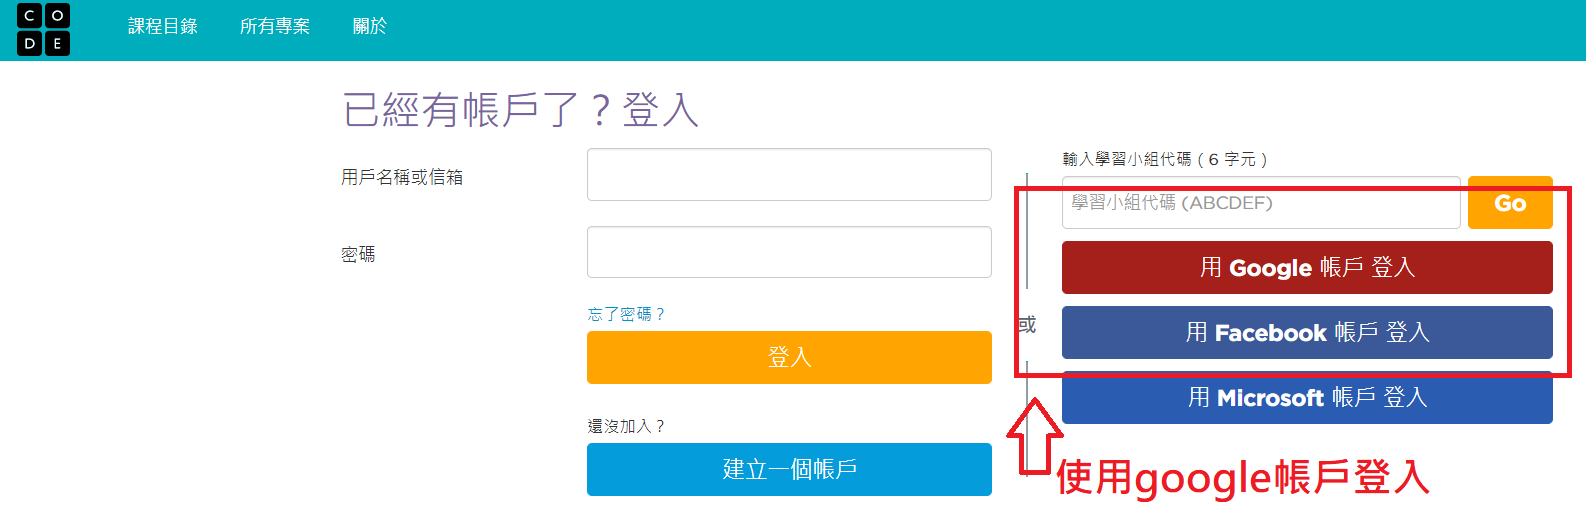 CO
DE
課程目錄 所有專案 關於
已經有帳戶了？登入
用戶名稱或信箱
密碼
忘了密碼？
登入
還沒加入？
建立一個帳戶
或
輸入學習小組代碼 ( 6 字元 )
學習小組代碼 (ABCDEF) Go
用 Google 帳戶 登入
用 Facebook 帳戶 登入
用 Microsoft 帳戶 登入
使用google帳戶登入